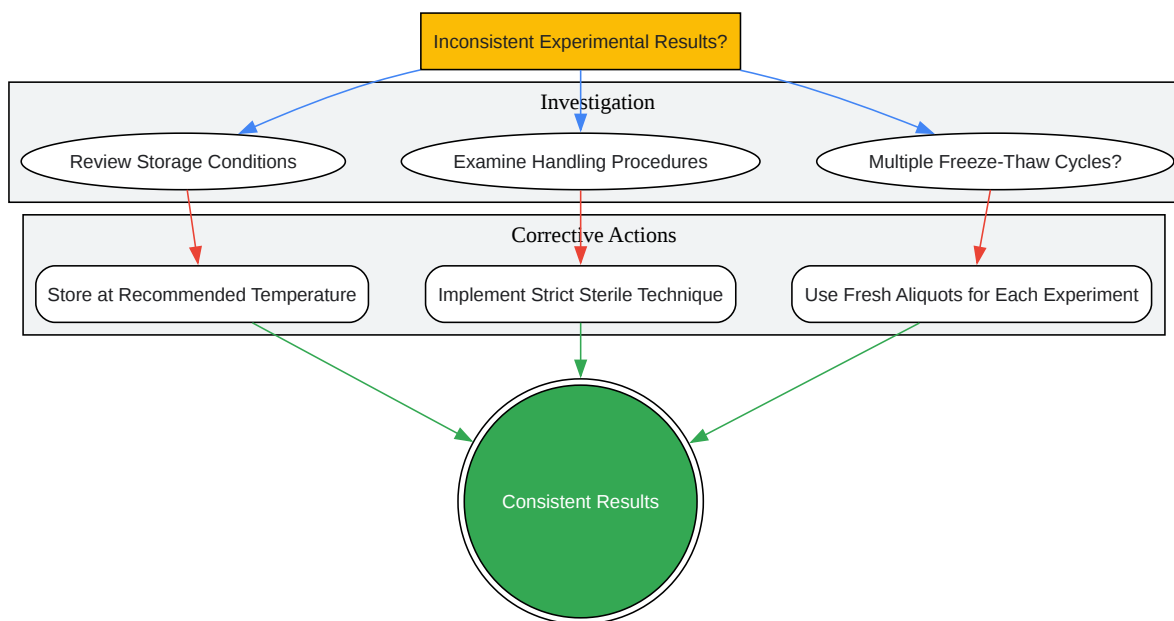 Inconsistent Experimental Results?
Investigation
Review Storage Conditions
Examine Handling Procedures
Multiple Freeze-Thaw Cycles?
Corrective Actions
Store at Recommended Temperature
Implement Strict Sterile Technique
Use Fresh Aliquots for Each Experiment
Consistent Results